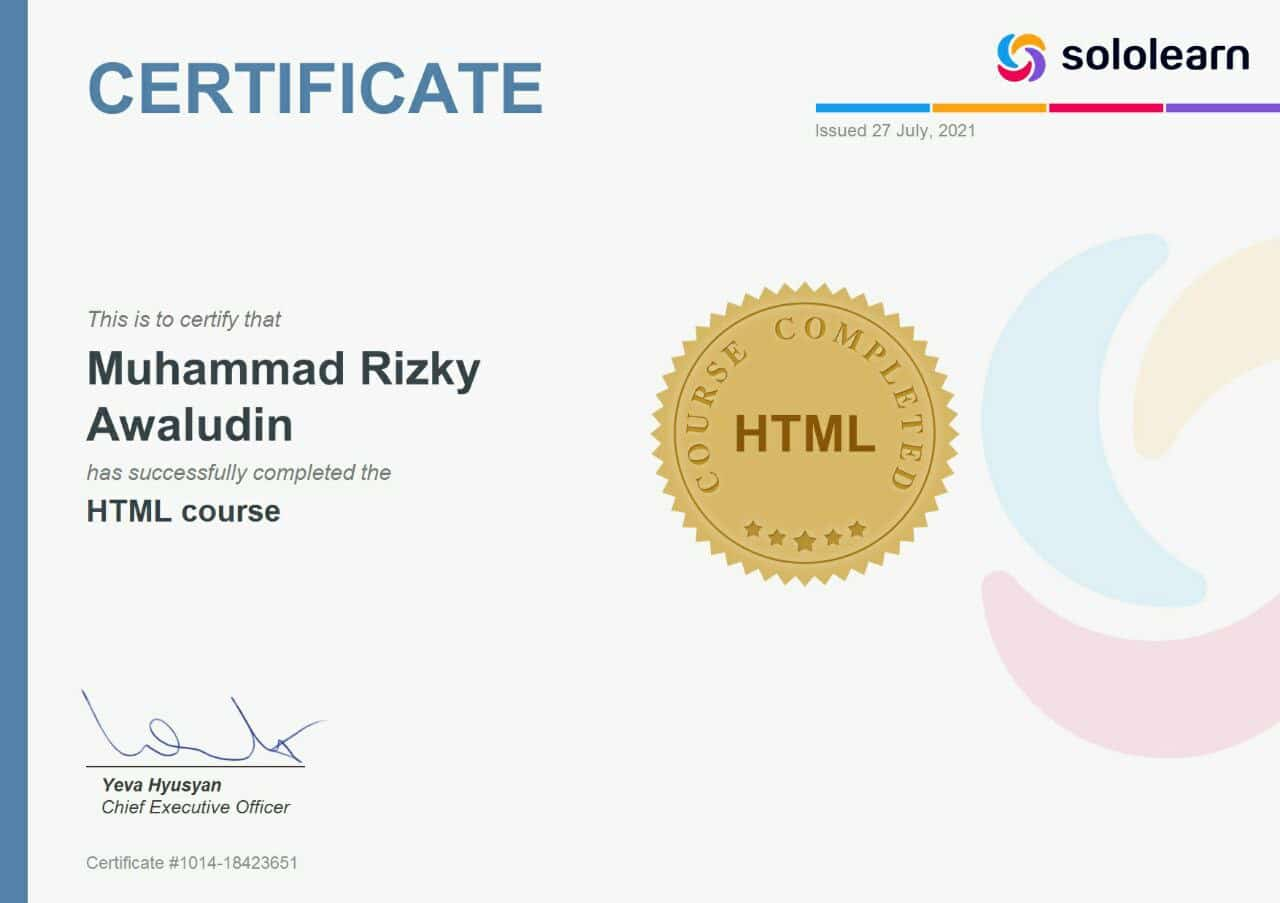 CERTIFICATE
sololearn
Issued 27 July, 2021
This is to certify that
Muhammad Rizky
Awaludin
has successfully completed the
HTML course
COURSE COMPLETED
HTML
Yeva Hyusyan
Chief Executive Officer
Certificate #1014-18423651